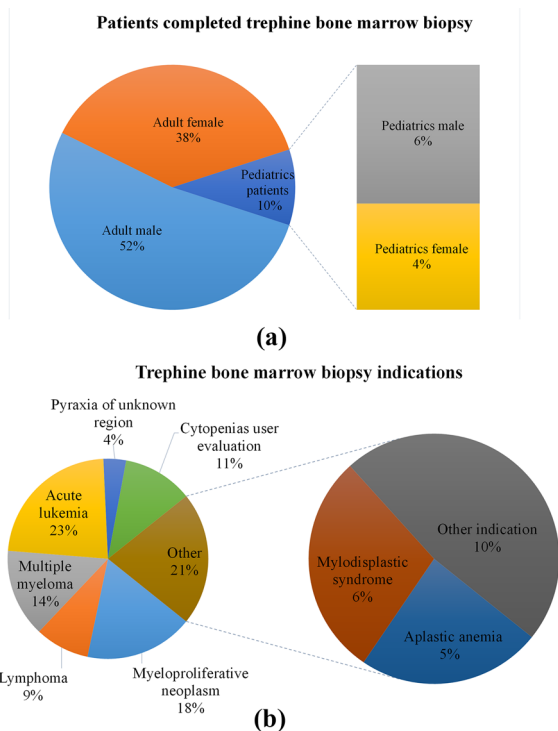 Patients completed trephine bone marrow biopsy
Adult female
38%
Pediatrics
patients
10%
Adult male
52%
Pediatrics male
6%
Pediatrics female
4%
(a)
Trephine bone marrow biopsy indications
Pyraxia of unknown
region
4%
Cytopenias user
evaluation
11%
Acute
lukemia
23%
Other
21%
Multiple
myeloma
14%
Lymphoma
9%
Myeloproliferative
neoplasm
18%
Other indication
10%
Mylodisplastic
syndrome
6%
Aplastic anemia
5%
(b)